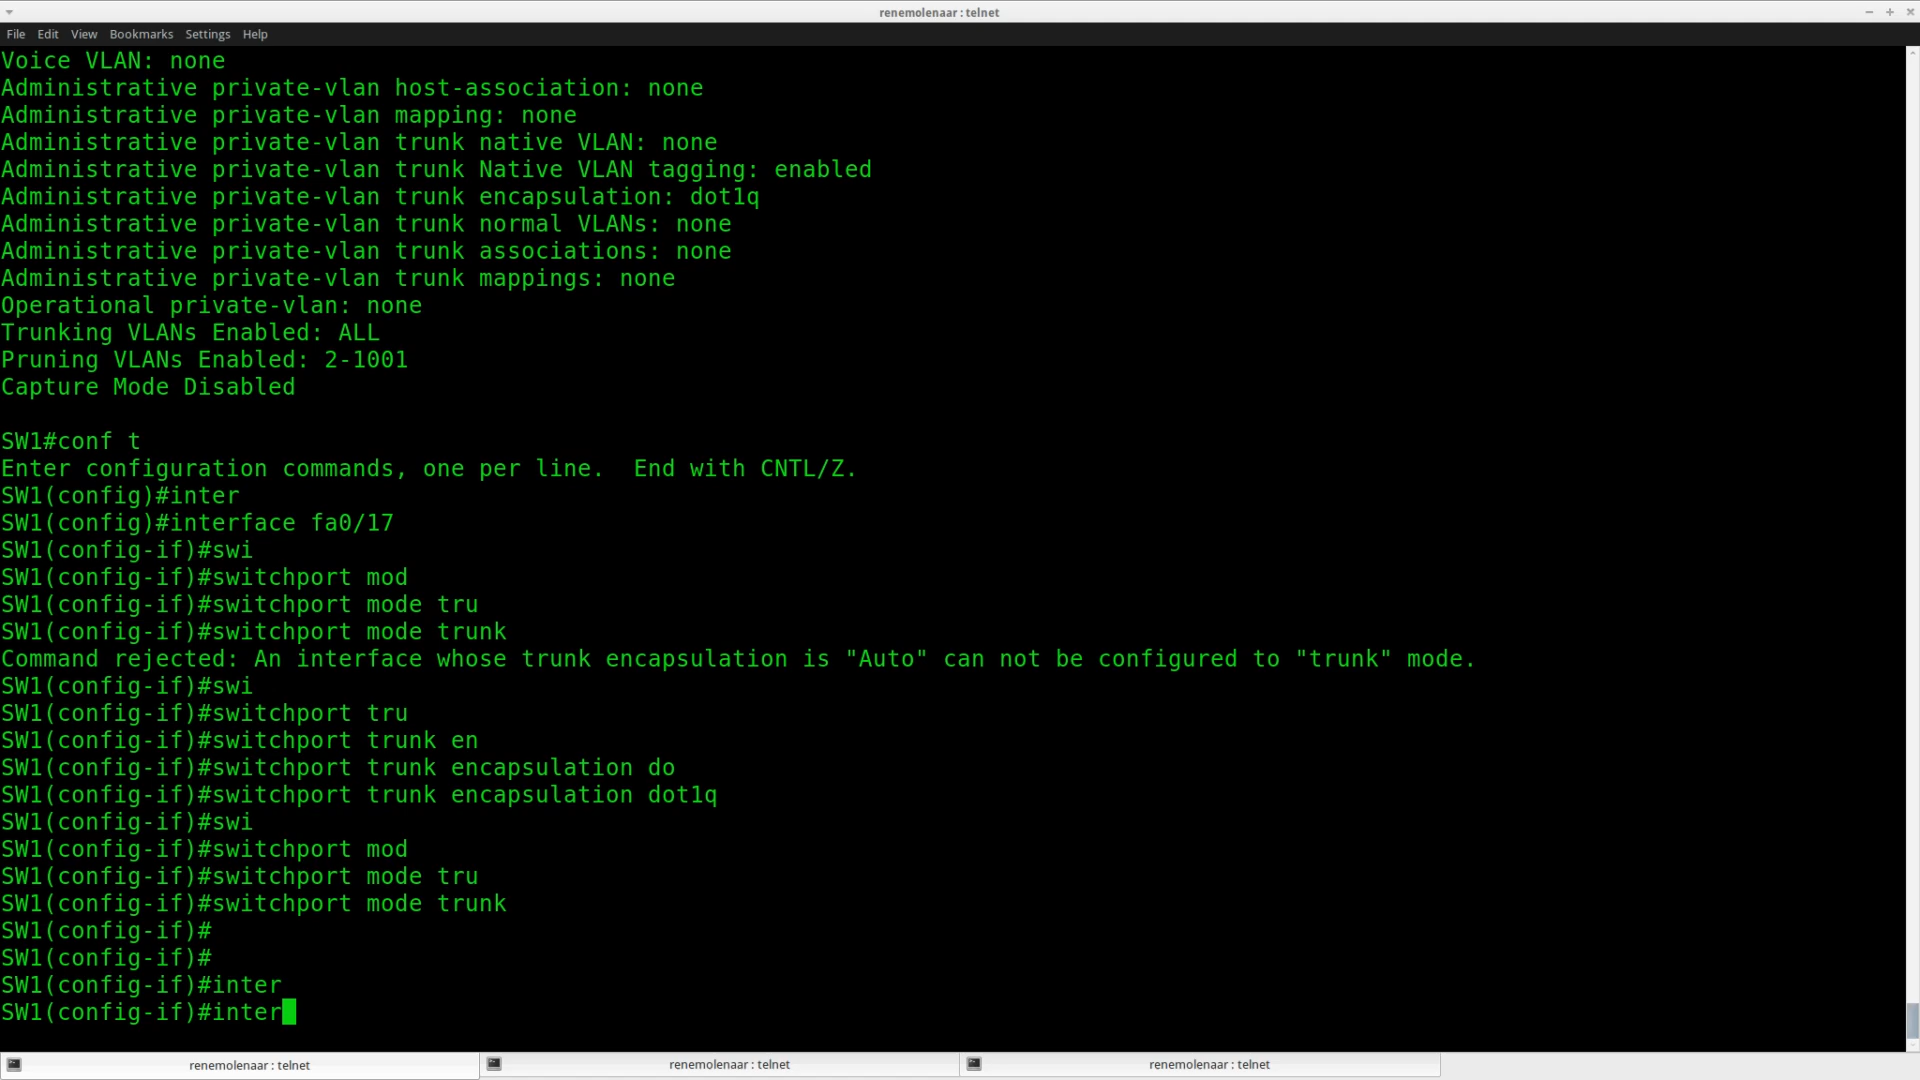 renemolenaar : telnet
File Edit View Bookmarks Settings Help
Voice VLAN: none
Administrative private-vlan host-association: none
Administrative private-vlan mapping: none
Administrative private-vlan trunk native VLAN: none
Administrative private-vlan trunk Native VLAN tagging: enabled
Administrative private-vlan trunk encapsulation: dot1q
Administrative private-vlan trunk normal VLANs: none
Administrative private-vlan trunk associations: none
Administrative private-vlan trunk mappings: none
Operational private-vlan: none
Trunking VLANs Enabled: ALL
Pruning VLANs Enabled: 2-1001
Capture Mode Disabled
SW1#conf t
Enter configuration commands, one per line.  End with CNTL/Z.
SW1(config)#inter
SW1(config)#interface fa0/17
SW1(config-if)#swi
SW1(config-if)#switchport mod
SW1(config-if)#switchport mode tru
SW1(config-if)#switchport mode trunk
Command rejected: An interface whose trunk encapsulation is "Auto" can not be configured to "trunk" mode.
SW1(config-if)#swi
SW1(config-if)#switchport tru
SW1(config-if)#switchport trunk en
SW1(config-if)#switchport trunk encapsulation do
SW1(config-if)#switchport trunk encapsulation dot1q
SW1(config-if)#swi
SW1(config-if)#switchport mod
SW1(config-if)#switchport mode tru
SW1(config-if)#switchport mode trunk
SW1(config-if)#
SW1(config-if)#
SW1(config-if)#inter
SW1(config-if)#inter
renemolenaar : telnet renemolenaar : telnet renemolenaar : telnet